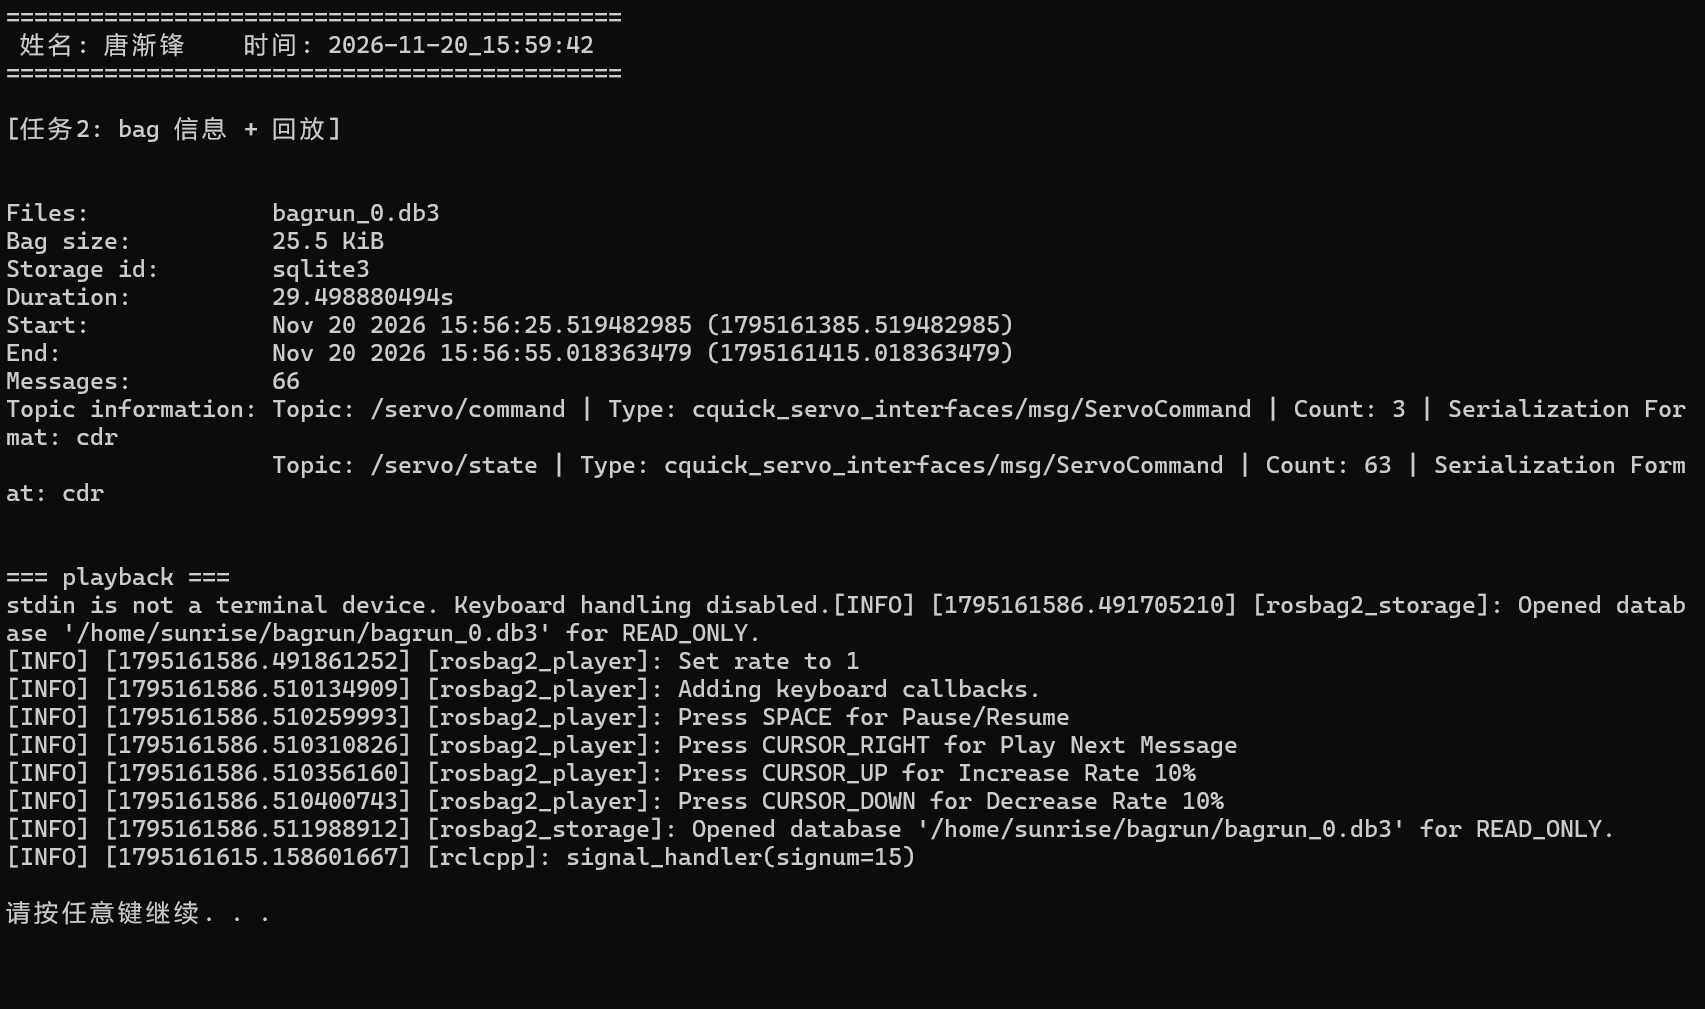 ============================================
姓名: 唐渐锋    时间: 2026-11-20_15:59:42
============================================
[任务2: bag 信息 + 回放]
Files:             bagrun_0.db3
Bag size:          25.5 KiB
Storage id:        sqlite3
Duration:          29.498880494s
Start:             Nov 20 2026 15:56:25.519482985 (1795161385.519482985)
End:               Nov 20 2026 15:56:55.018363479 (1795161415.018363479)
Messages:          66
Topic information: Topic: /servo/command | Type: cquick_servo_interfaces/msg/ServoCommand | Count: 3 | Serialization For
mat: cdr
                   Topic: /servo/state | Type: cquick_servo_interfaces/msg/ServoCommand | Count: 63 | Serialization Form
at: cdr
=== playback ===
stdin is not a terminal device. Keyboard handling disabled.[INFO] [1795161586.491705210] [rosbag2_storage]: Opened datab
ase '/home/sunrise/bagrun/bagrun_0.db3' for READ_ONLY.
[INFO] [1795161586.491861252] [rosbag2_player]: Set rate to 1
[INFO] [1795161586.510134909] [rosbag2_player]: Adding keyboard callbacks.
[INFO] [1795161586.510259993] [rosbag2_player]: Press SPACE for Pause/Resume
[INFO] [1795161586.510310826] [rosbag2_player]: Press CURSOR_RIGHT for Play Next Message
[INFO] [1795161586.510356160] [rosbag2_player]: Press CURSOR_UP for Increase Rate 10%
[INFO] [1795161586.510400743] [rosbag2_player]: Press CURSOR_DOWN for Decrease Rate 10%
[INFO] [1795161586.511988912] [rosbag2_storage]: Opened database '/home/sunrise/bagrun/bagrun_0.db3' for READ_ONLY.
[INFO] [1795161615.158601667] [rclcpp]: signal_handler(signum=15)
请按任意键继续. . .